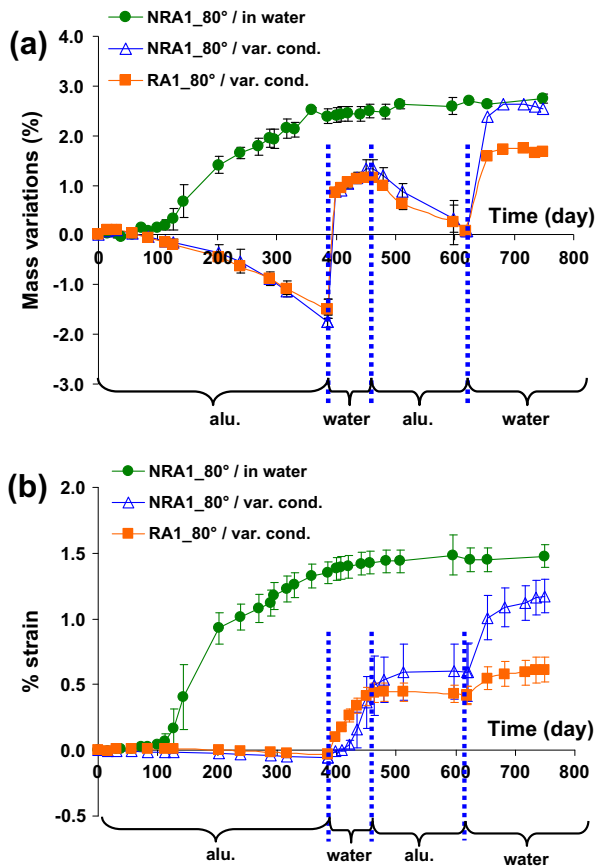 (a)
NRA1_80° / in water
NRA1_80° / var. cond.
RA1_80° / var. cond.
Mass variations (%)
4.0
3.0
2.0
1.0
0.0
-1.0
-2.0
-3.0
0 100 200 300 400 500 600 700 800
Time (day)
alu. water alu. water
(b)
NRA1_80° / in water
NRA1_80° / var. cond.
RA1_80° / var. cond.
% strain
2.0
1.5
1.0
0.5
0.0
-0.5
0 100 200 300 400 500 600 700 800
Time (day)
alu. water alu. water